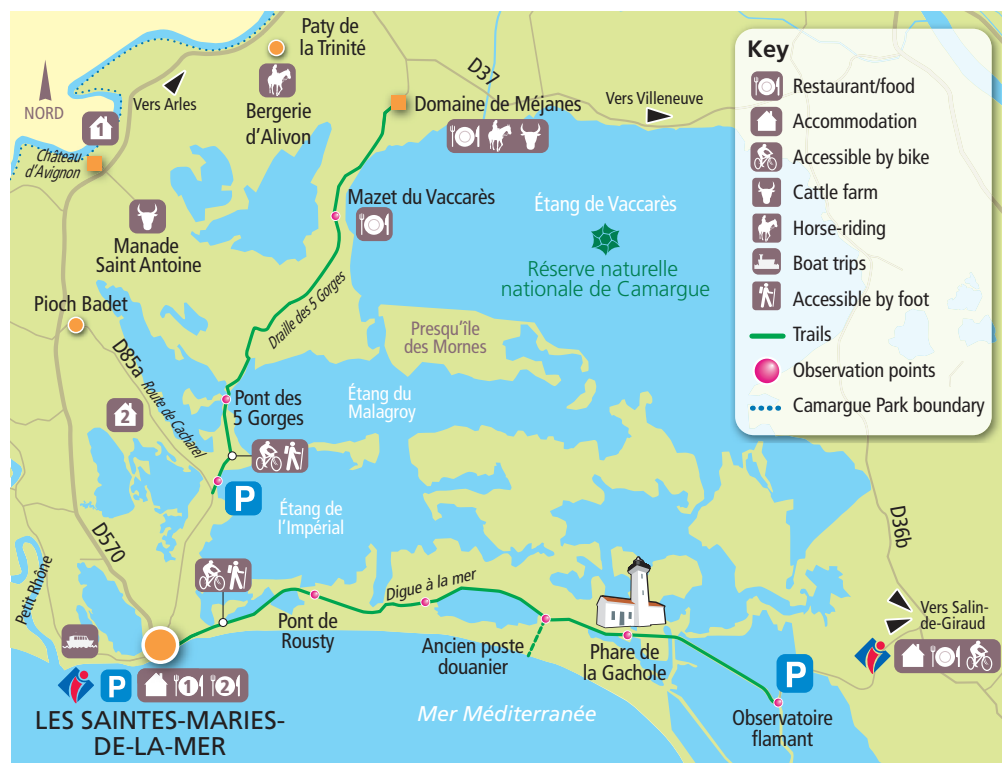 Paty de
la Trinité
NORD
Vers Arles
Bergerie
d'Alivon
D37
Domaine de Méjanes
Vers Villeneuve
1
Château
d'Avignon
Mazet du Vaccarès
Étang de Vaccarès
Réserve naturelle
nationale de Camargue
Manade
Saint Antoine
Pioch Badet
Draille des 5 Gorges
Presqu'île
des Mornes
D85a
Route de Cacharel
2
Pont des
5 Gorges
Étang du
Malagroy
P
Étang de
l'Impérial
D570
D36b
Petit Rhône
Digue à la mer
Pont de
Rousty
Ancien poste
douanier
Phare de
la Gachole
Vers Salin-
de-Giraud
P
Observatoire
flamant
P
1
2
LES SAINTES-MARIES-
DE-LA-MER
Mer Méditerranée
Key
Restaurant/food
Accommodation
Accessible by bike
Cattle farm
Horse-riding
Boat trips
Accessible by foot
Trails
Observation points
Camargue Park boundary